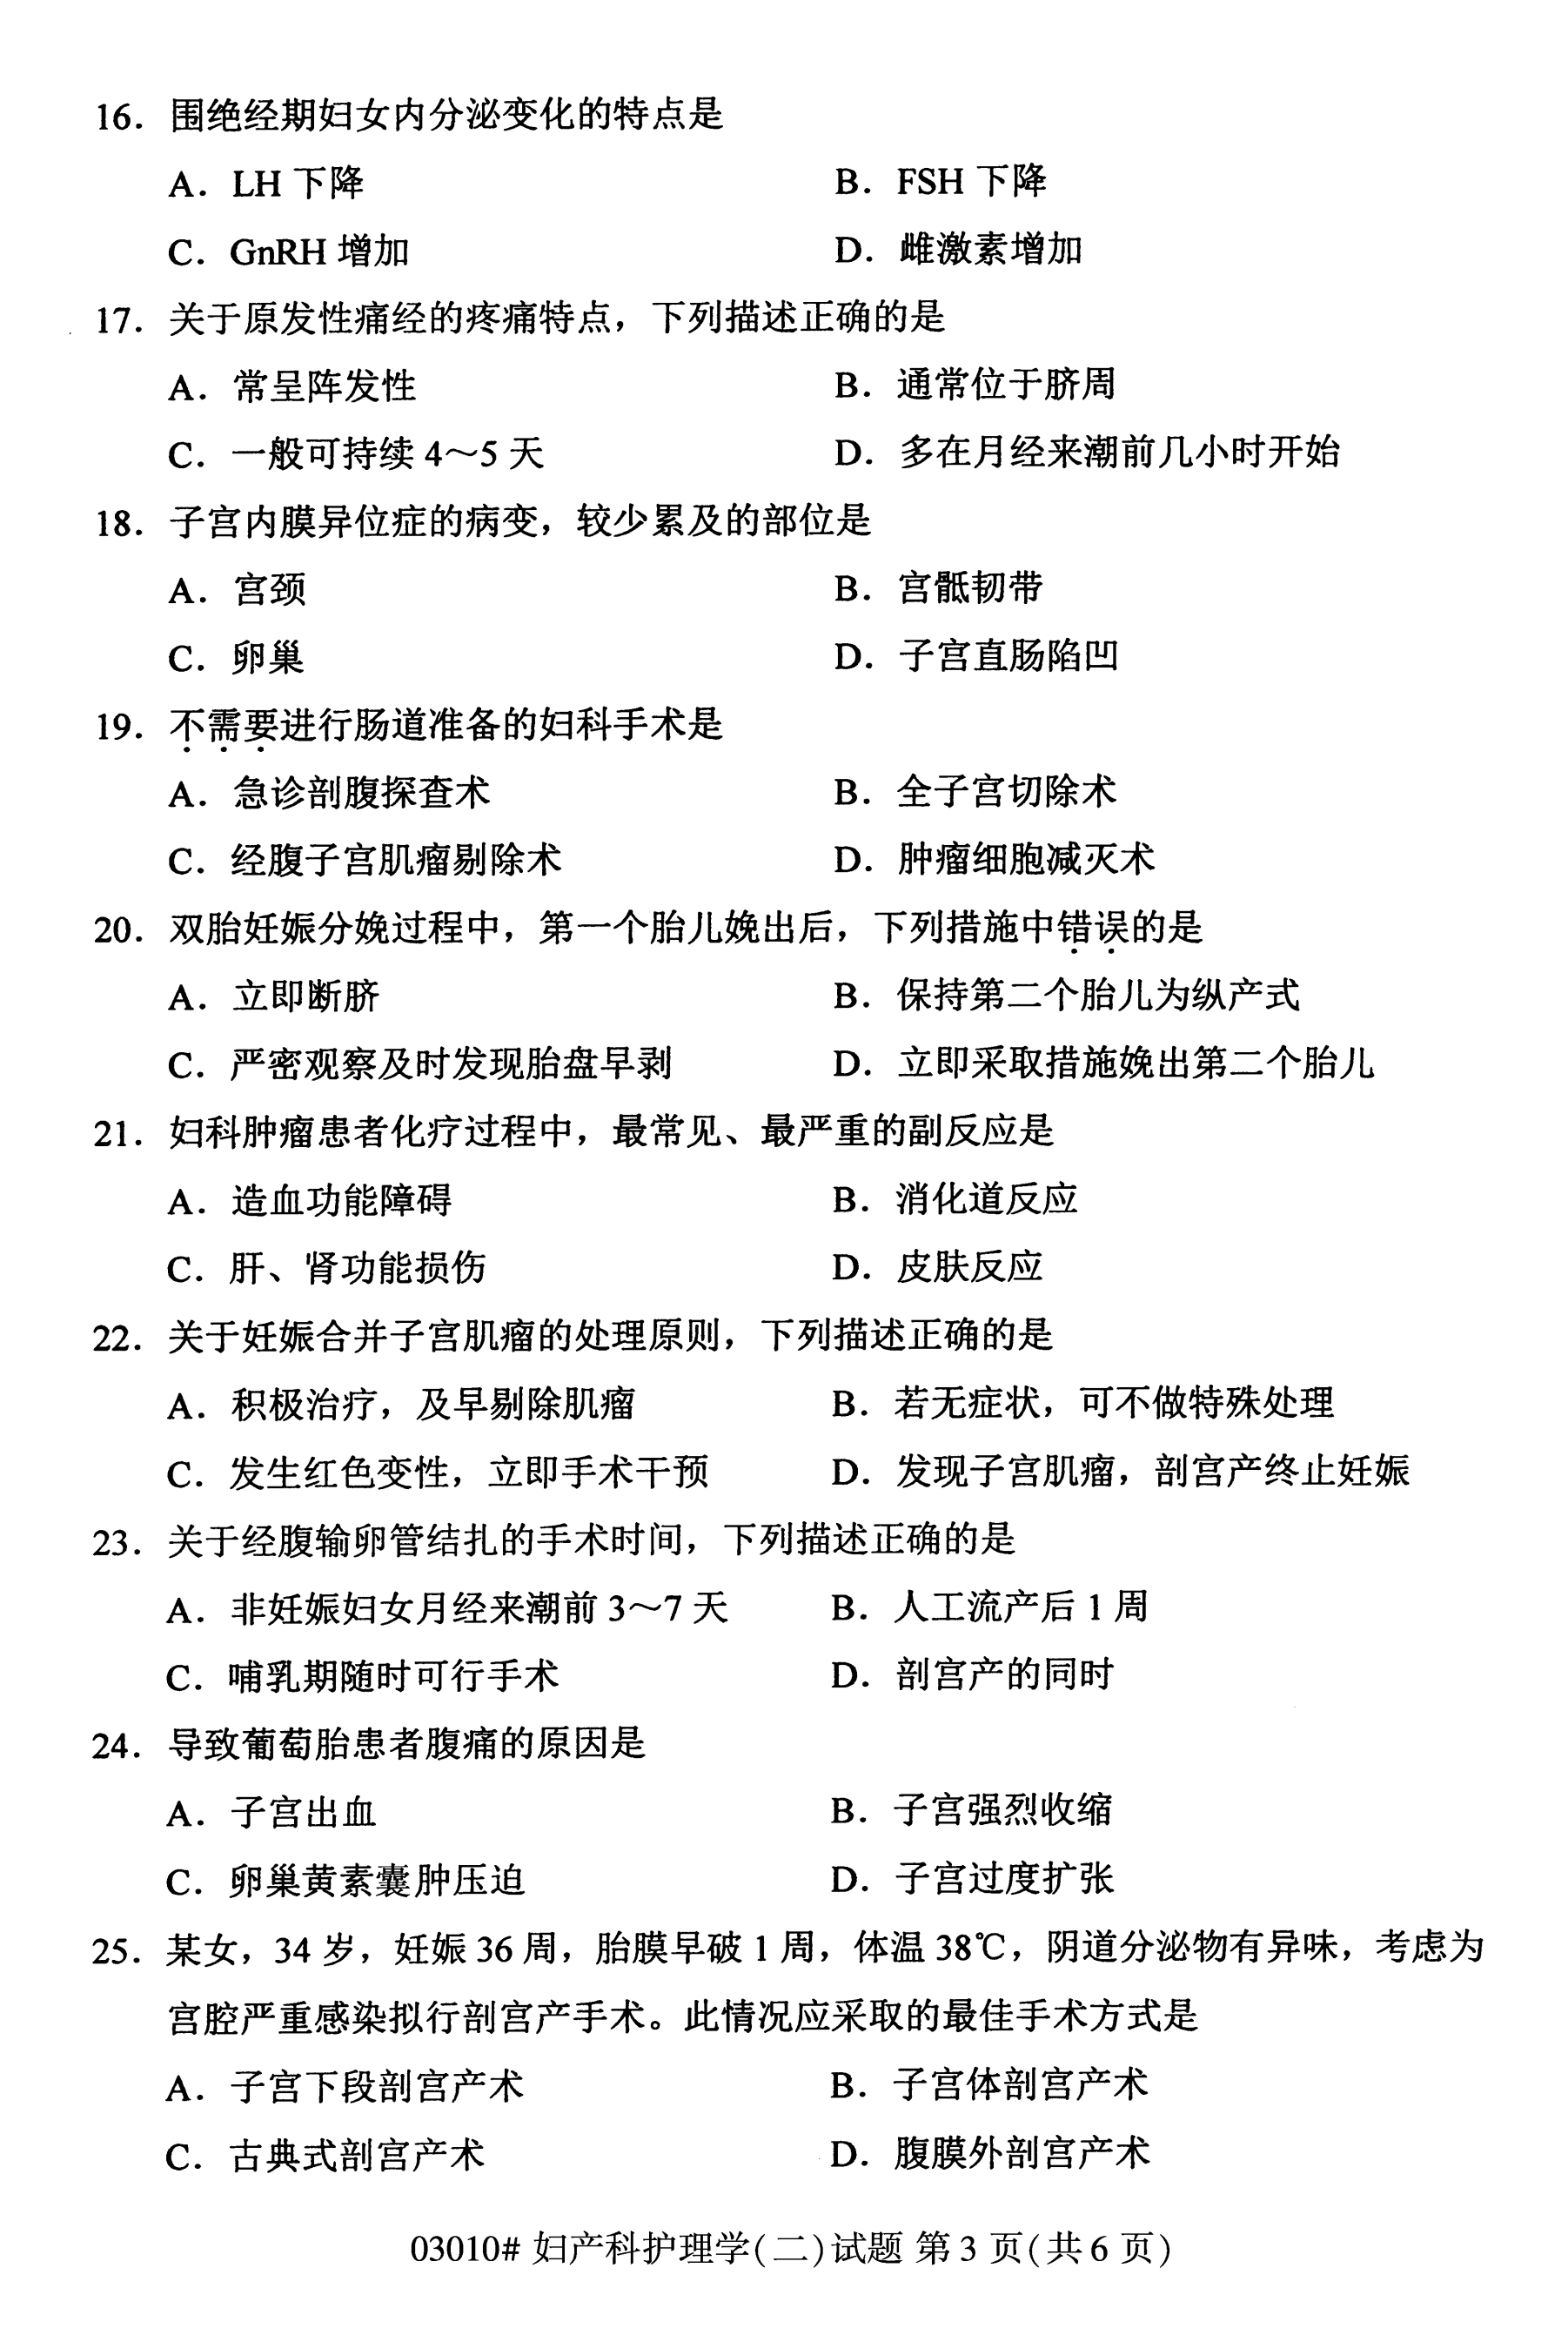 16. 围绝经期妇女内分泌变化的特点是
A. LH 下降 B. FSH 下降
C. GnRH 增加 D. 雌激素增加
17. 关于原发性痛经的疼痛特点，下列描述正确的是
A. 常呈阵发性 B. 通常位于脐周
C. 一般可持续 4～5 天 D. 多在月经来潮前几小时开始
18. 子宫内膜异位症的病变，较少累及的部位是
A. 宫颈 B. 宫骶韧带
C. 卵巢 D. 子宫直肠陷凹
19. 不需要进行肠道准备的妇科手术是
A. 急诊剖腹探查术 B. 全子宫切除术
C. 经腹子宫肌瘤剔除术 D. 肿瘤细胞减灭术
20. 双胎妊娠分娩过程中，第一个胎儿娩出后，下列措施中错误的是
A. 立即断脐 B. 保持第二个胎儿为纵产式
C. 严密观察及时发现胎盘早剥 D. 立即采取措施娩出第二个胎儿
21. 妇科肿瘤患者化疗过程中，最常见、最严重的副反应是
A. 造血功能障碍 B. 消化道反应
C. 肝、肾功能损伤 D. 皮肤反应
22. 关于妊娠合并子宫肌瘤的处理原则，下列描述正确的是
A. 积极治疗，及早剔除肌瘤 B. 若无症状，可不做特殊处理
C. 发生红色变性，立即手术干预 D. 发现子宫肌瘤，剖宫产终止妊娠
23. 关于经腹输卵管结扎的手术时间，下列描述正确的是
A. 非妊娠妇女月经来潮前 3～7 天 B. 人工流产后 1 周
C. 哺乳期随时可行手术 D. 剖宫产的同时
24. 导致葡萄胎患者腹痛的原因是
A. 子宫出血 B. 子宫强烈收缩
C. 卵巢黄素囊肿压迫 D. 子宫过度扩张
25. 某女，34 岁，妊娠 36 周，胎膜早破 1 周，体温 38℃，阴道分泌物有异味，考虑为
宫腔严重感染拟行剖宫产手术。此情况应采取的最佳手术方式是
A. 子宫下段剖宫产术 B. 子宫体剖宫产术
C. 古典式剖宫产术 D. 腹膜外剖宫产术
03010# 妇产科护理学(二)试题 第 3 页(共 6 页)